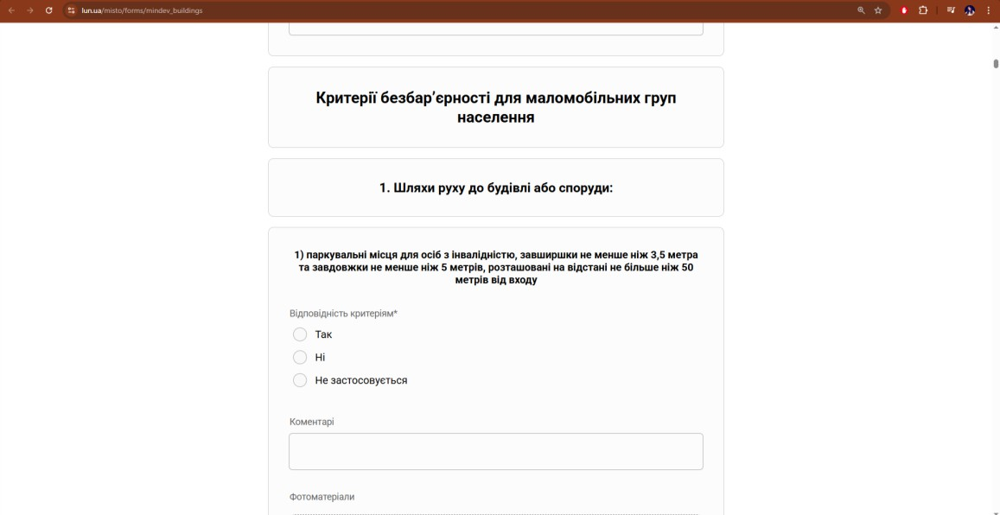 lun.ua/misto/forms/mindev_buildings
Критерії безбар’єрності для маломобільних груп
населення
1. Шляхи руху до будівлі або споруди:
1) паркувальні місця для осіб з інвалідністю, завширшки не менше ніж 3,5 метра
та завдовжки не менше ніж 5 метрів, розташовані на відстані не більше ніж 50
метрів від входу
Відповідність критеріям*
Так
Ні
Не застосовується
Коментарі
Фотоматеріали